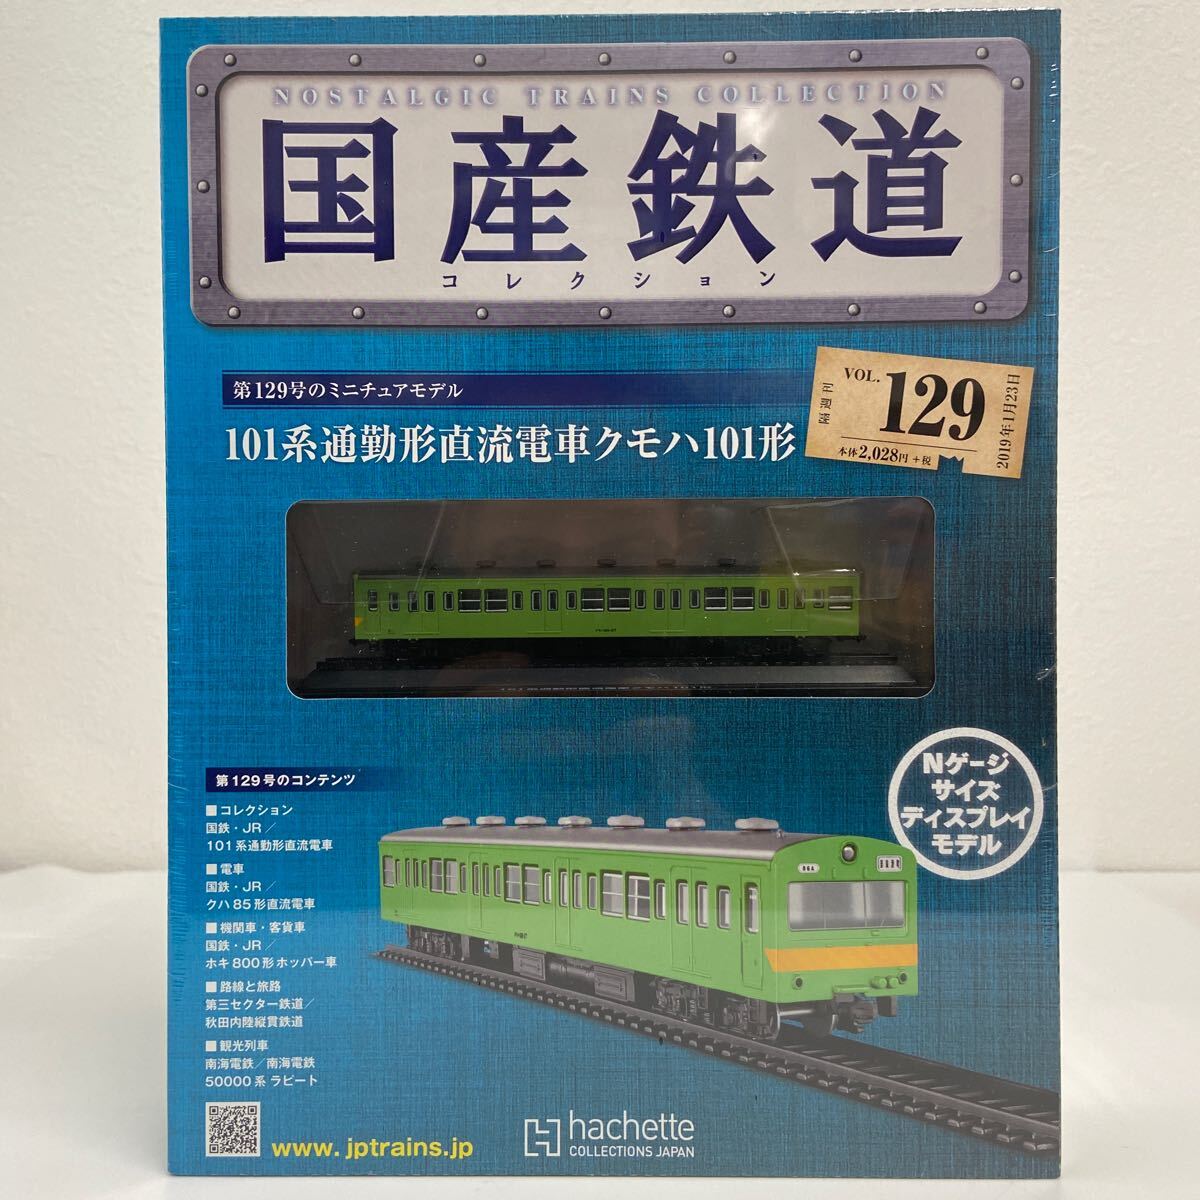 NOSTALGIC TRAINS COLLECTION
国産鉄道
コレクション
第129号のミニチュアモデル
101系通勤形直流電車クモハ101形
隔週刊
VOL. 129
本体2,028円+税
2019年1月23日
Nゲージ
サイズ
ディスプレイ
モデル
第129号のコンテンツ
■コレクション
国鉄・JR/
101系通勤形直流電車
■電車
国鉄・JR/
クハ85形直流電車
■機関車・客貨車
国鉄・JR/
ホキ800形ホッパー車
■路線と旅路
第三セクター鉄道/
秋田内陸縦貫鉄道
■観光列車
南海電鉄/南海電鉄
50000系 ラピート
www.jptrains.jp
hachette
COLLECTIONS JAPAN